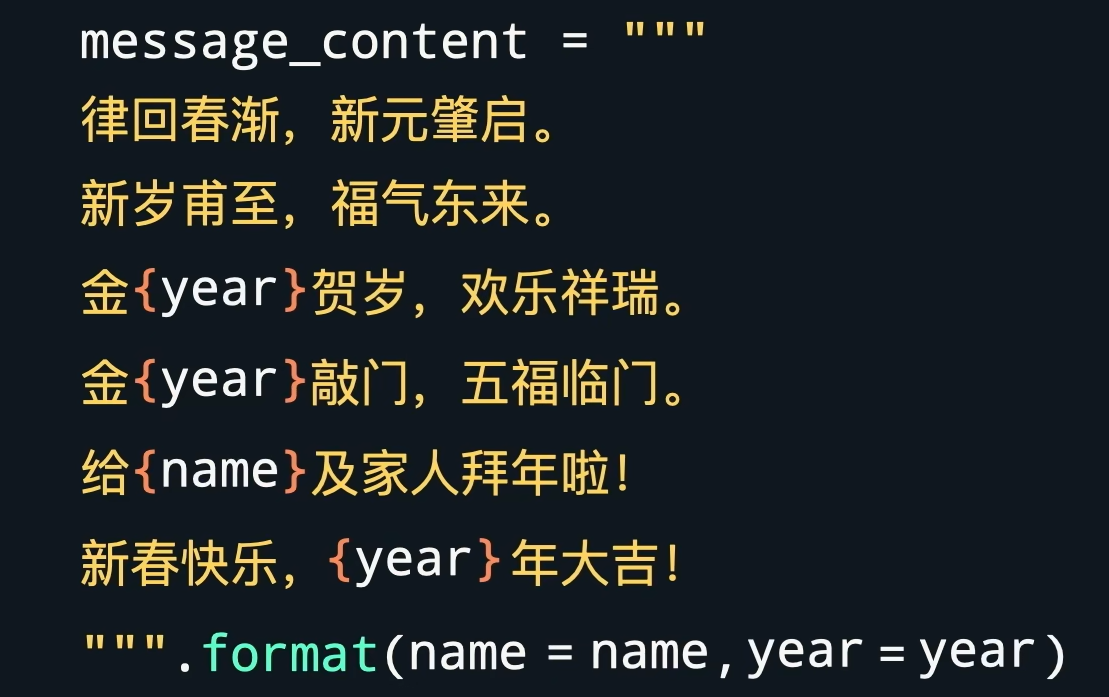 message_content = """
律回春渐，新元肇启。
新岁甫至，福气东来。
金{year}贺岁，欢乐祥瑞。
金{year}敲门，五福临门。
给{name}及家人拜年啦！
新春快乐，{year}年大吉！
""".format(name = name,year = year)